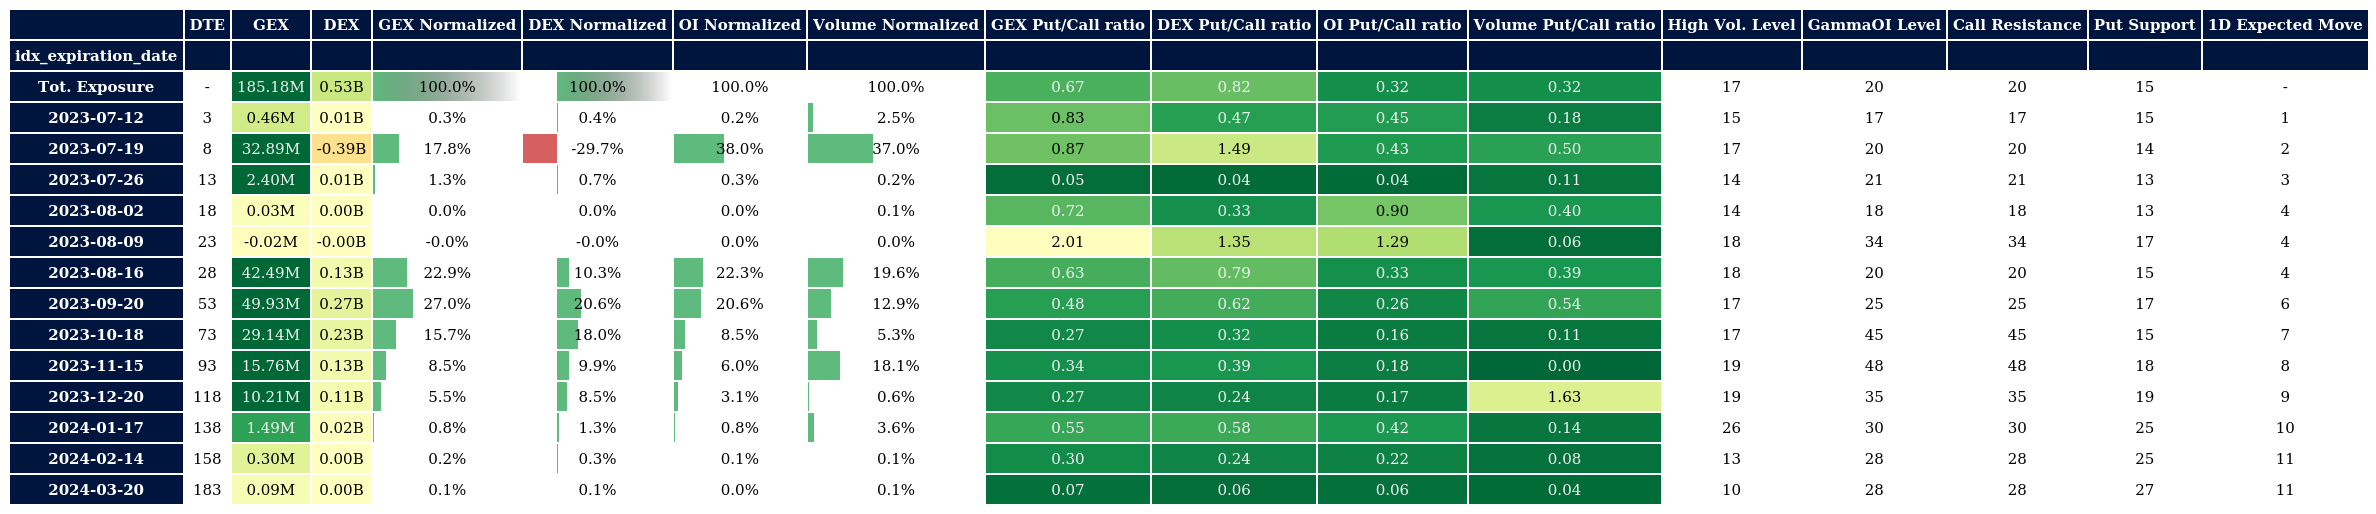 DTE GEX DEX GEX Normalized DEX Normalized OI Normalized Volume Normalized GEX Put/Call ratio DEX Put/Call ratio OI Put/Call ratio Volume Put/Call ratio High Vol. Level GammaOI Level Call Resistance Put Support 1D Expected Move
idx_expiration_date
Tot. Exposure - 185.18M 0.53B 100.0% 100.0% 100.0% 100.0% 0.67 0.82 0.32 0.32 17 20 20 15 -
2023-07-12 3 0.46M 0.01B 0.3% 0.4% 0.2% 2.5% 0.83 0.47 0.45 0.18 15 17 17 15 1
2023-07-19 8 32.89M -0.39B 17.8% -29.7% 38.0% 37.0% 0.87 1.49 0.43 0.50 17 20 20 14 2
2023-07-26 13 2.40M 0.01B 1.3% 0.7% 0.3% 0.2% 0.05 0.04 0.04 0.11 14 21 21 13 3
2023-08-02 18 0.03M 0.00B 0.0% 0.0% 0.0% 0.1% 0.72 0.33 0.90 0.40 14 18 18 13 4
2023-08-09 23 -0.02M -0.00B -0.0% -0.0% 0.0% 0.0% 2.01 1.35 1.29 0.06 18 34 34 17 4
2023-08-16 28 42.49M 0.13B 22.9% 10.3% 22.3% 19.6% 0.63 0.79 0.33 0.39 18 20 20 15 4
2023-09-20 53 49.93M 0.27B 27.0% 20.6% 20.6% 12.9% 0.48 0.62 0.26 0.54 17 25 25 17 6
2023-10-18 73 29.14M 0.23B 15.7% 18.0% 8.5% 5.3% 0.27 0.32 0.16 0.11 17 45 45 15 7
2023-11-15 93 15.76M 0.13B 8.5% 9.9% 6.0% 18.1% 0.34 0.39 0.18 0.00 19 48 48 18 8
2023-12-20 118 10.21M 0.11B 5.5% 8.5% 3.1% 0.6% 0.27 0.24 0.17 1.63 19 35 35 19 9
2024-01-17 138 1.49M 0.02B 0.8% 1.3% 0.8% 3.6% 0.55 0.58 0.42 0.14 26 30 30 25 10
2024-02-14 158 0.30M 0.00B 0.2% 0.3% 0.1% 0.1% 0.30 0.24 0.22 0.08 13 28 28 25 11
2024-03-20 183 0.09M 0.00B 0.1% 0.1% 0.0% 0.1% 0.07 0.06 0.06 0.04 10 28 28 27 11